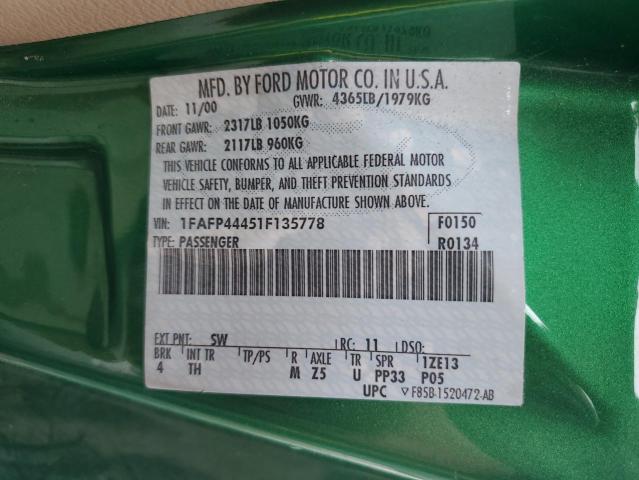 MFD. BY FORD MOTOR CO. IN U.S.A.
DATE: 11/00 GVWR: 4365LB/1979KG
FRONT GAWR: 2317LB 1050KG
REAR GAWR: 2117LB 960KG
THIS VEHICLE CONFORMS TO ALL APPLICABLE FEDERAL MOTOR
VEHICLE SAFETY, BUMPER, AND THEFT PREVENTION STANDARDS
IN EFFECT ON THE DATE OF MANUFACTURE SHOWN ABOVE.
VIN: 1FAFP44451F135778 F0150
TYPE: PASSENGER R0134
EXT PNT: SW RC: 11 DSO:
BRK INT TR TP/PS R AXLE TR SPR 1ZE13
4 TH M Z5 U PP33 P05
UPC F85B-1520472-AB